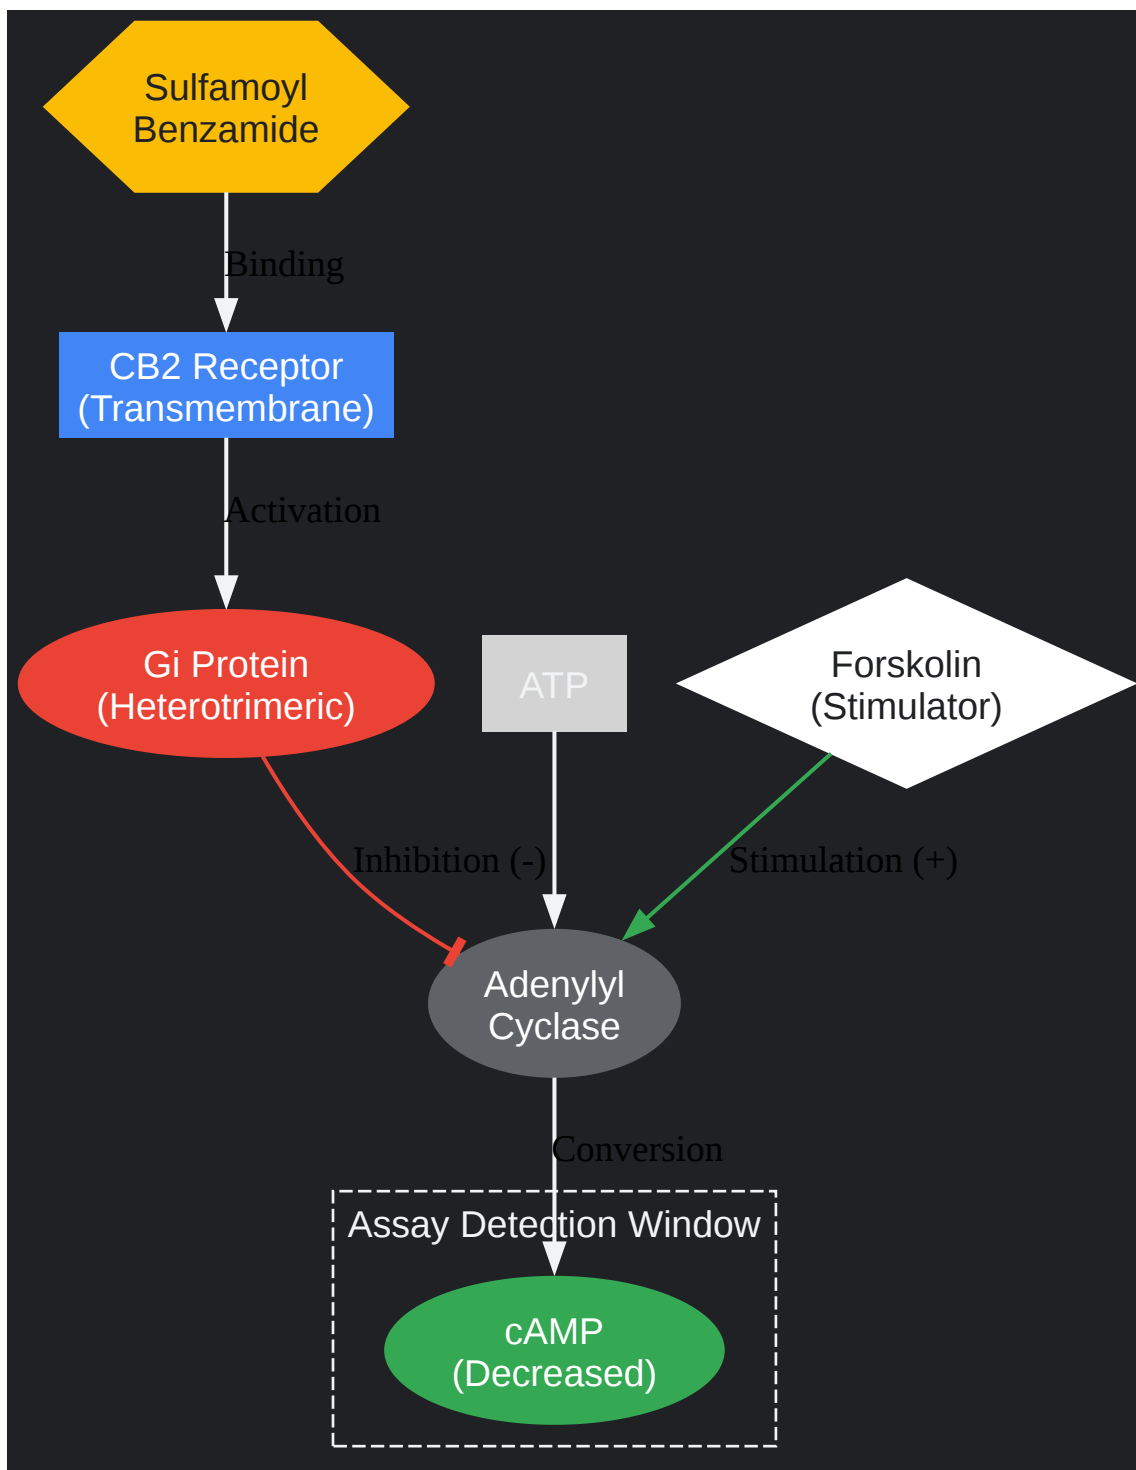 Sulfamoyl
Benzamide
Binding
CB2 Receptor
(Transmembrane)
Activation
Gi Protein
(Heterotrimeric)
ATP
Forskolin
(Stimulator)
Inhibition (-)
Stimulation (+)
Adenylyl
Cyclase
Conversion
Assay Detection Window
cAMP
(Decreased)